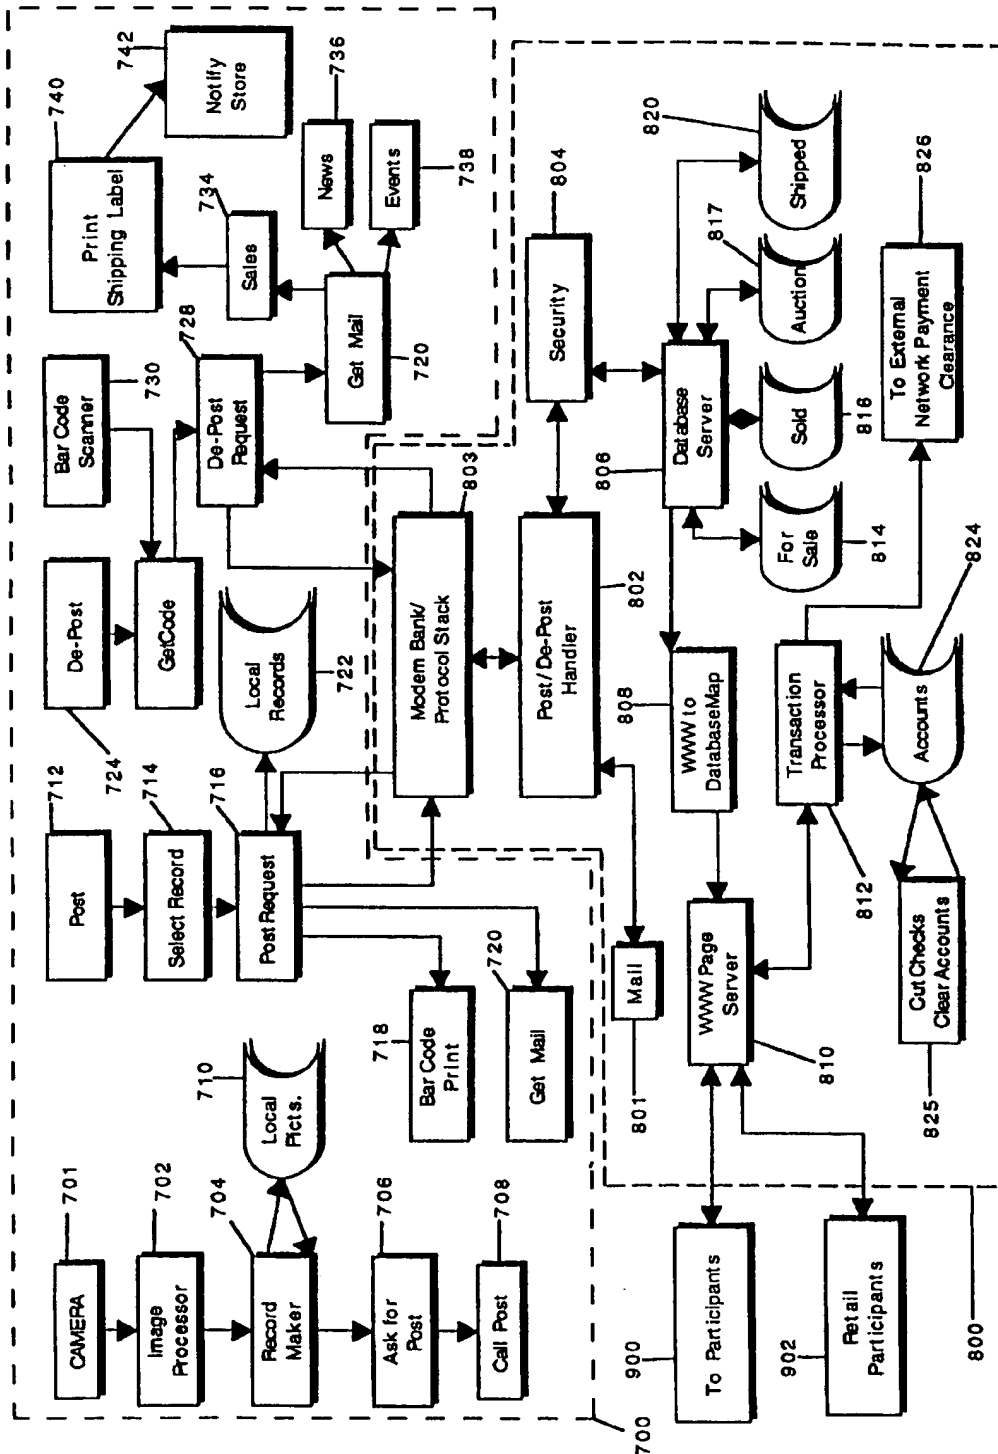 701
CAMERA
702
Image
Processor
704
Record
Maker
706
Ask for
Post
708
Call Post
710
Local
Picts.
712
Post
714
Select Record
716
Post Request
718
Bar Code
Print
720
Get Mail
722
Local
Records
724
De-Post
GetCode
730
Bar Code
Scanner
728
De-Post
Request
720
Get Mail
734
Sales
736
News
738
Events
740
Print
Shipping Label
742
Notify
Store
700
803
Modem Bank/
Protocol Stack
802
Post/De-Post
Handler
801
Mail
804
Security
806
Database
Server
808
WWW to
DatabaseMap
810
WWW Page
Server
812
Transaction
Processor
814
For
Sale
816
Sold
817
Auction
820
Shipped
824
Accounts
825
Cut Checks
Clear Accounts
826
To External
Network Payment
Clearance
900
To Participants
902
Retail
Participants
800